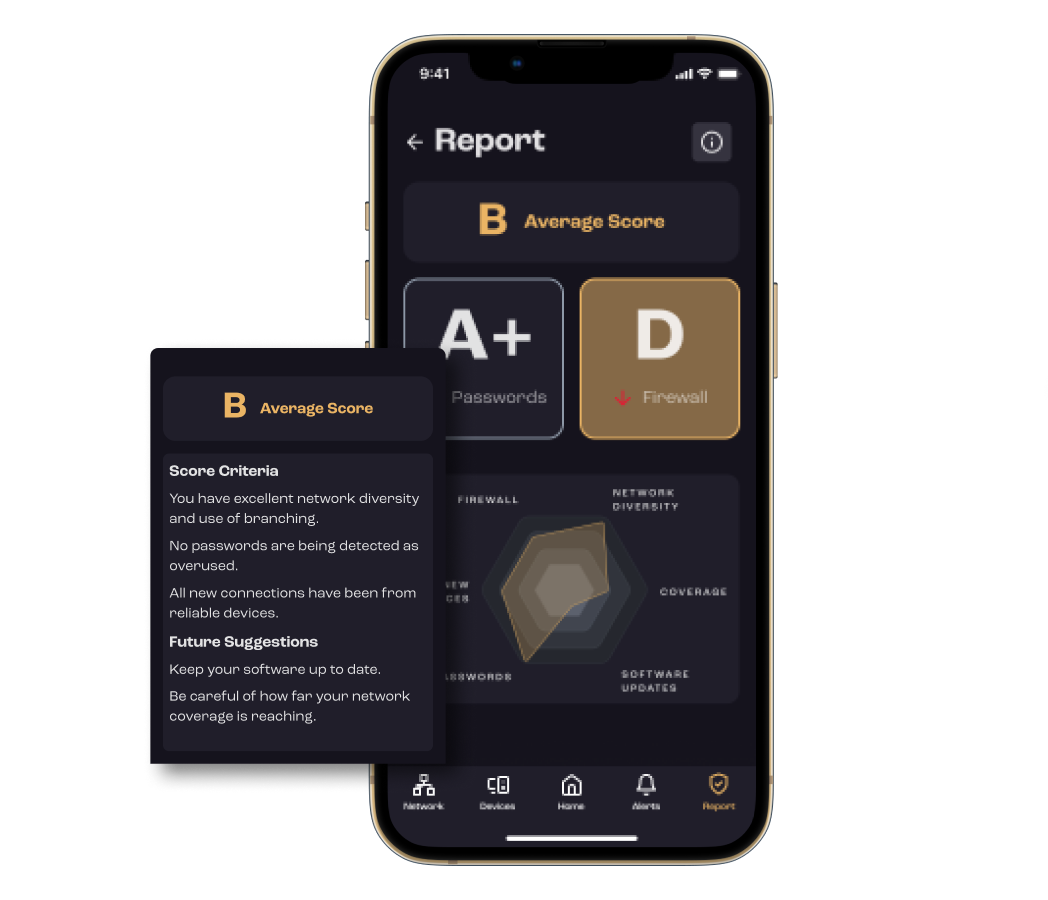 9:41
Report
B Average Score
A+
Passwords
D
Firewall
FIREWALL
NETWORK
DIVERSITY
COVERAGE
SOFTWARE
UPDATES
B Average Score
Score Criteria
You have excellent network diversity
and use of branching.
No passwords are being detected as
overused.
All new connections have been from
reliable devices.
Future Suggestions
Keep your software up to date.
Be careful of how far your network
coverage is reaching.
Network
Devices
Home
Alerts
Report